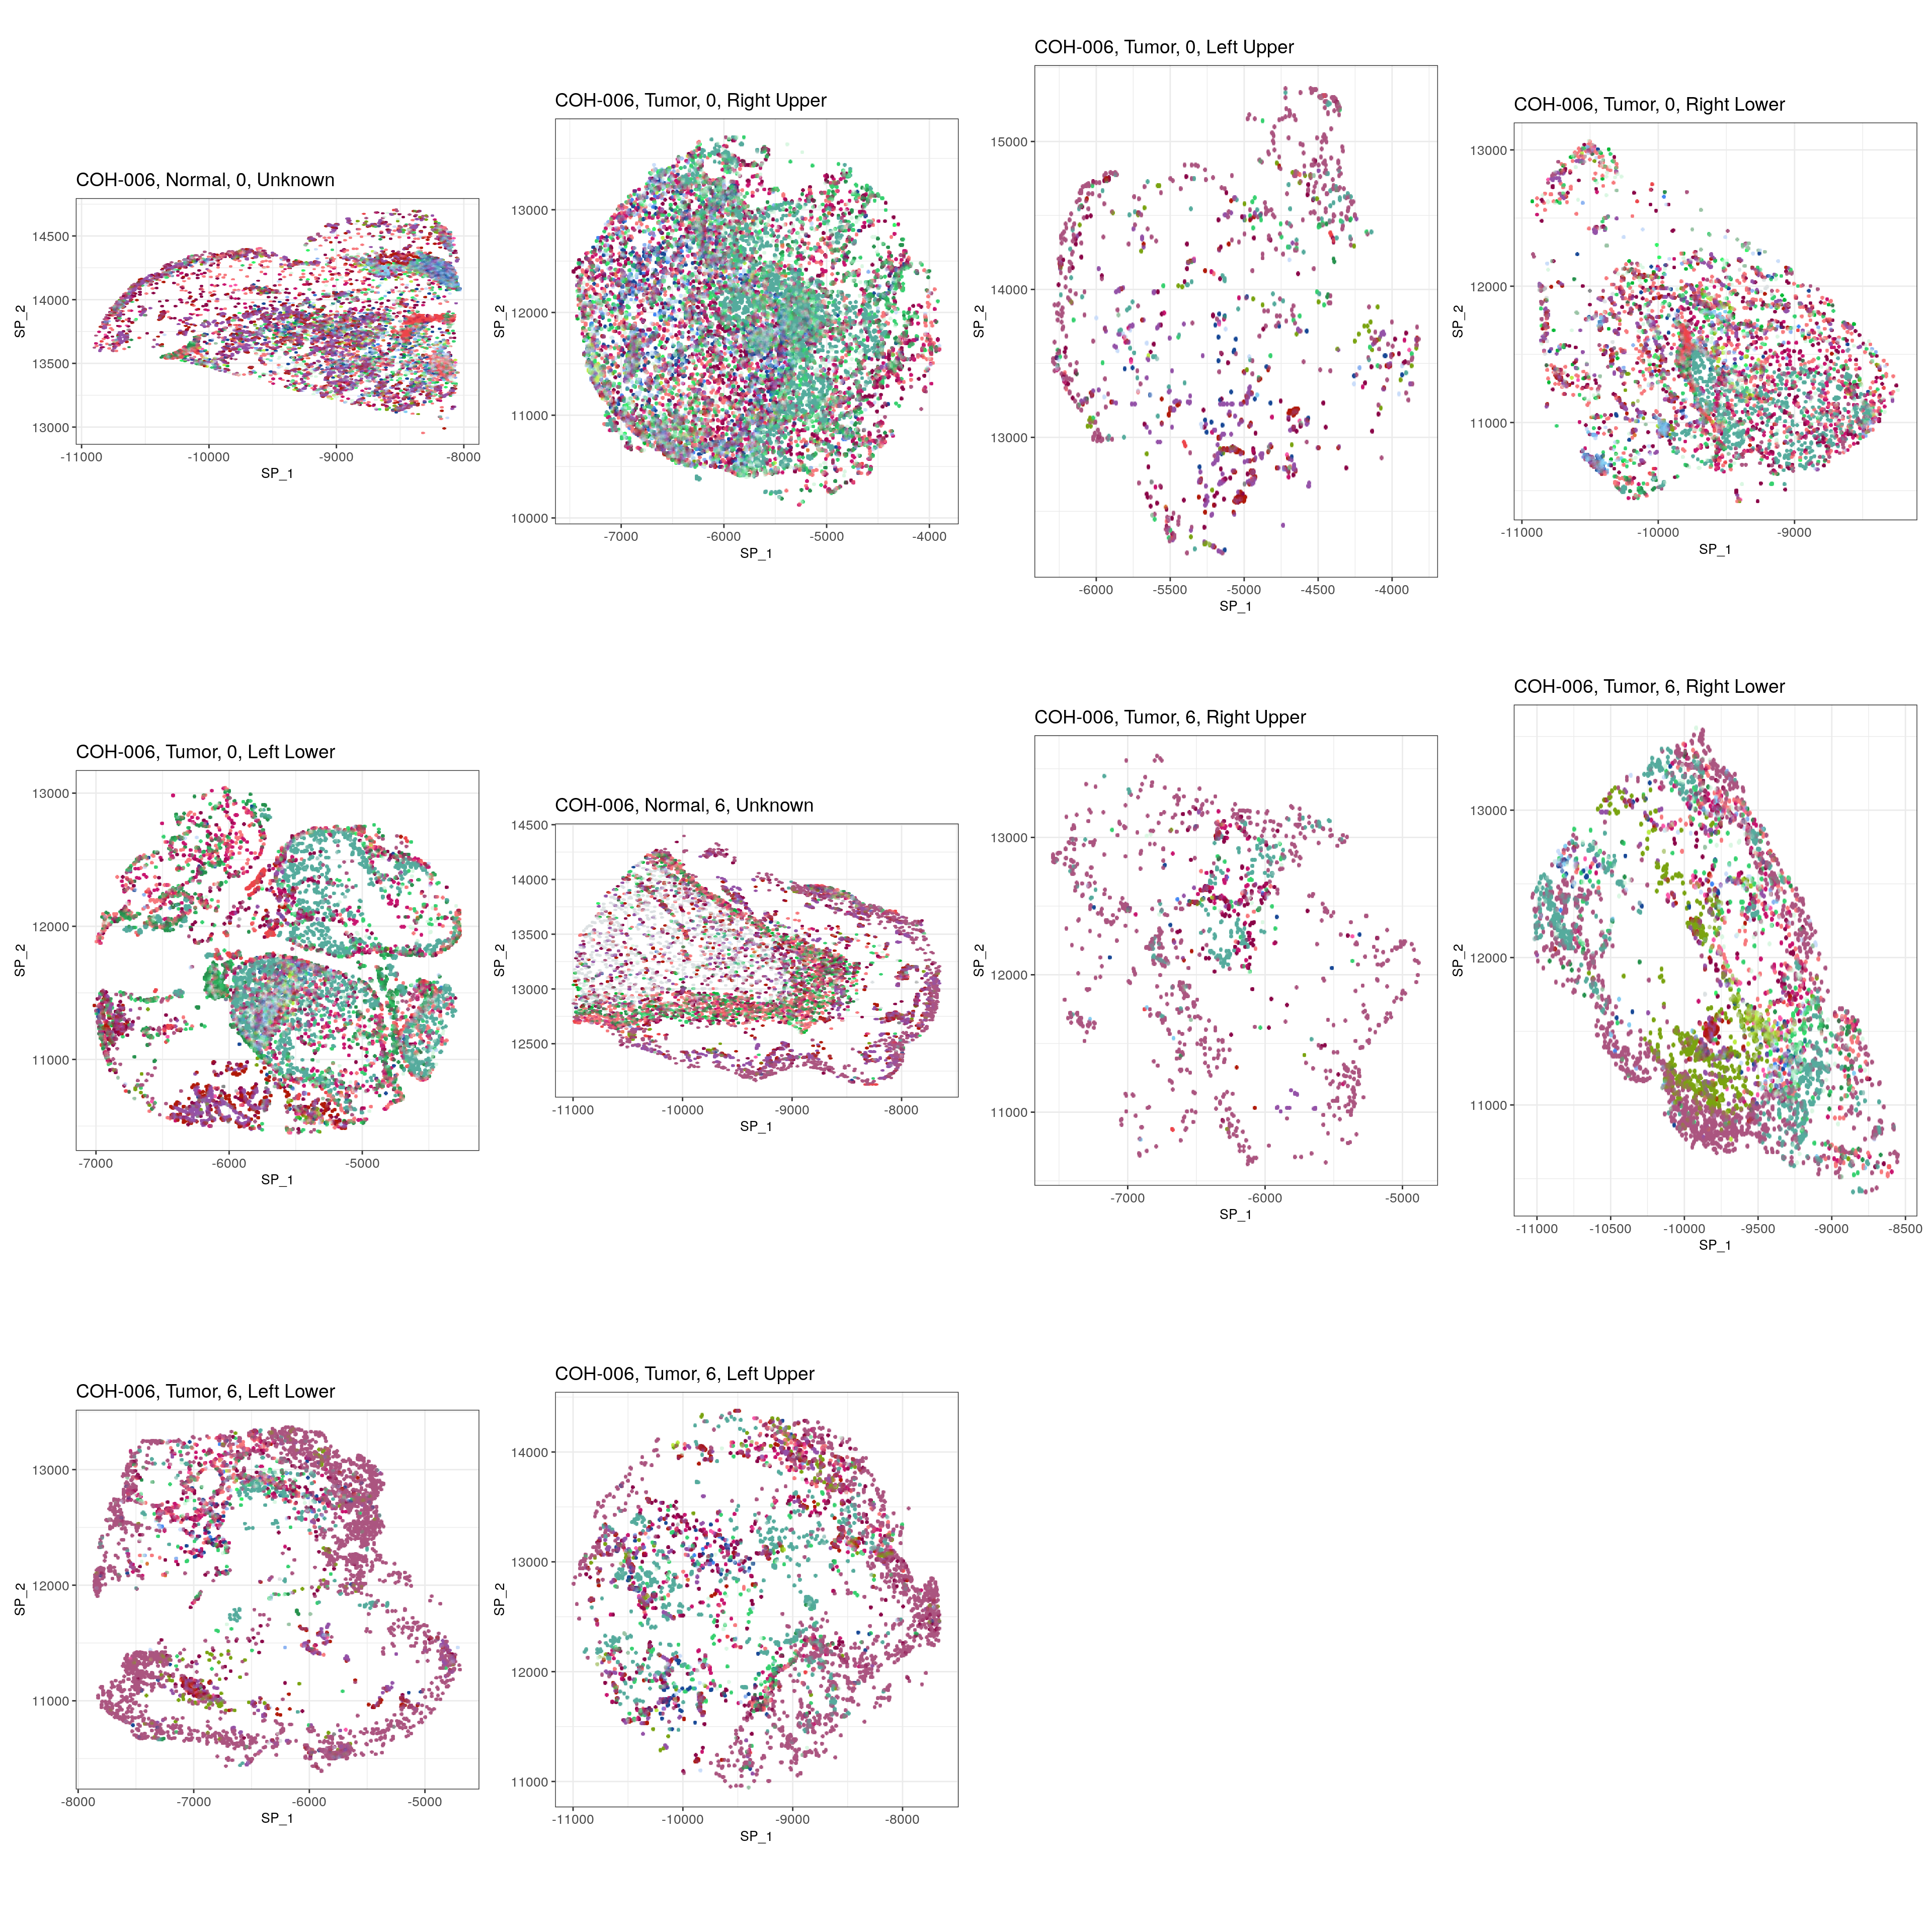 COH-006, Normal, 0, Unknown
SP_2
14500
14000
13500
13000
-11000 -10000 -9000 -8000
SP_1
COH-006, Tumor, 0, Right Upper
SP_2
13000
12000
11000
10000
-7000 -6000 -5000 -4000
SP_1
COH-006, Tumor, 0, Left Upper
SP_2
15000
14000
13000
-6000 -5500 -5000 -4500 -4000
SP_1
COH-006, Tumor, 0, Right Lower
SP_2
13000
12000
11000
-11000 -10000 -9000
SP_1
COH-006, Tumor, 0, Left Lower
SP_2
13000
12000
11000
-7000 -6000 -5000
SP_1
COH-006, Normal, 6, Unknown
SP_2
14500
14000
13500
13000
12500
-11000 -10000 -9000 -8000
SP_1
COH-006, Tumor, 6, Right Upper
SP_2
13000
12000
11000
-7000 -6000 -5000
SP_1
COH-006, Tumor, 6, Right Lower
SP_2
13000
12000
11000
-11000 -10500 -10000 -9500 -9000 -8500
SP_1
COH-006, Tumor, 6, Left Lower
SP_2
13000
12000
11000
-8000 -7000 -6000 -5000
SP_1
COH-006, Tumor, 6, Left Upper
SP_2
14000
13000
12000
11000
-11000 -10000 -9000 -8000
SP_1